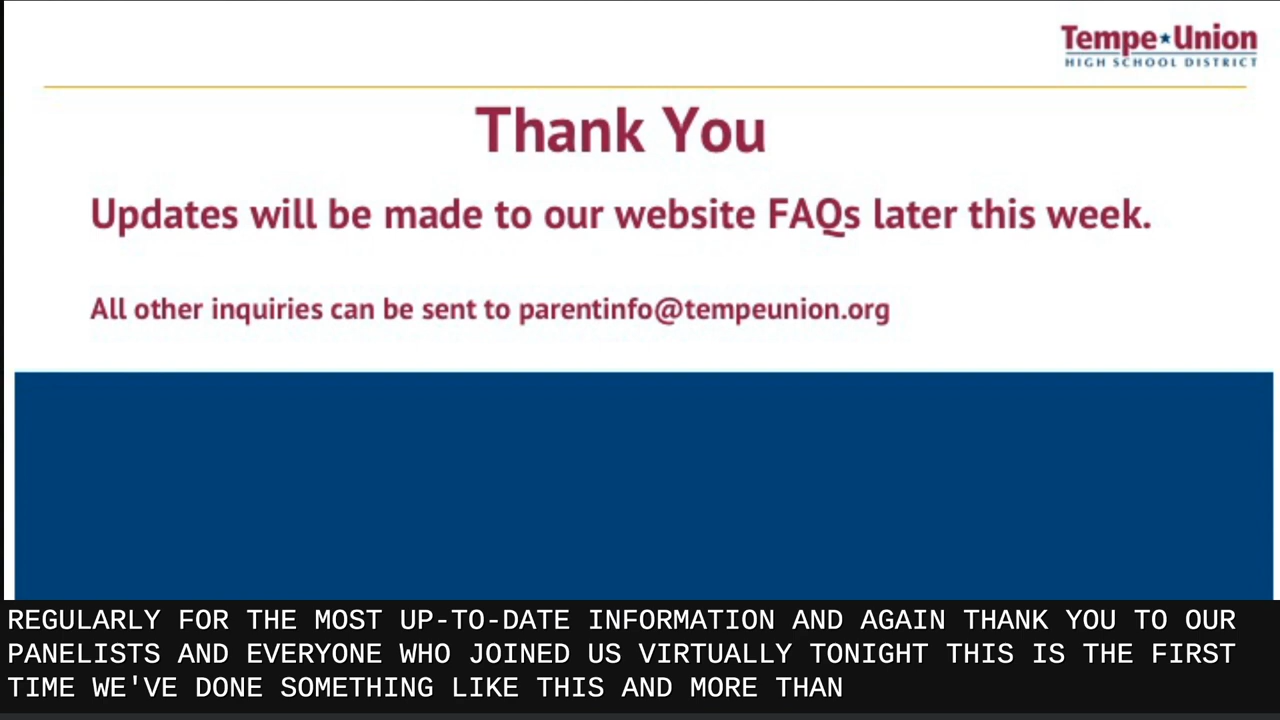 Tempe★Union
HIGH SCHOOL DISTRICT
Thank You
Updates will be made to our website FAQs later this week.
All other inquiries can be sent to parentinfo@tempeunion.org
REGULARLY FOR THE MOST UP-TO-DATE INFORMATION AND AGAIN THANK YOU TO OUR
PANELISTS AND EVERYONE WHO JOINED US VIRTUALLY TONIGHT THIS IS THE FIRST
TIME WE'VE DONE SOMETHING LIKE THIS AND MORE THAN